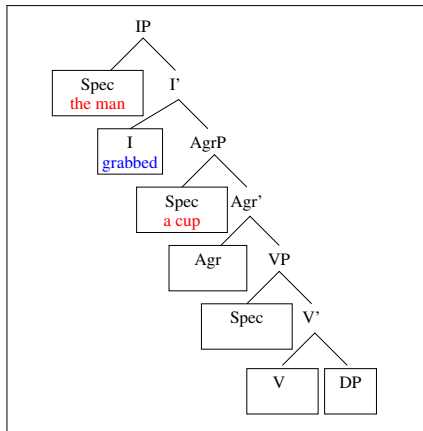 IP
Spec
the man
I'
I
grabbed
AgrP
Spec
a cup
Agr'
Agr
VP
Spec
V'
V
DP